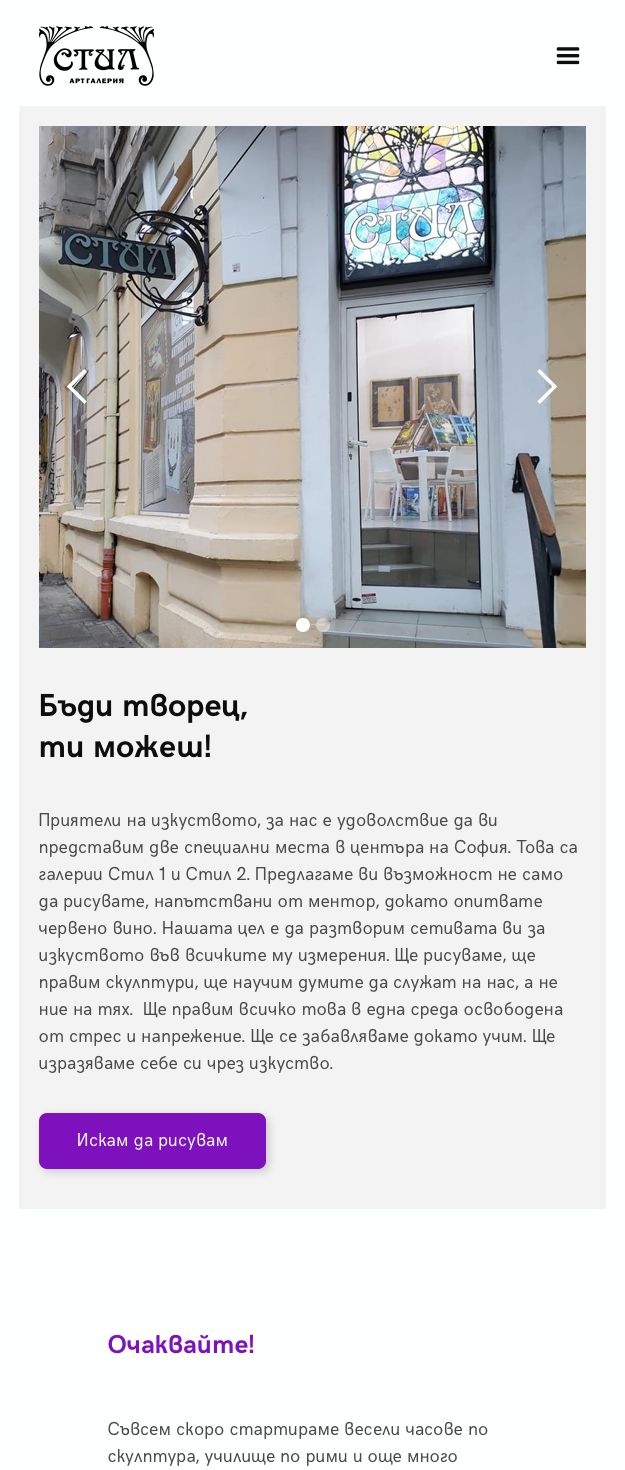 СТИЛ
АРТ ГАЛЕРИЯ
СТИЛ
СТИЛ
Бъди творец,
ти можеш!
Приятели на изкуството, за нас е удоволствие да ви
представим две специални места в центъра на София. Това са
галерии Стил 1 и Стил 2. Предлагаме ви възможност не само
да рисувате, напътствани от ментор, докато опитвате
червено вино. Нашата цел е да разтворим сетивата ви за
изкуството във всичките му измерения. Ще рисуваме, ще
правим скулптури, ще научим думите да служат на нас, а не
ние на тях. Ще правим всичко това в една среда освободена
от стрес и напрежение. Ще се забавляваме докато учим. Ще
изразяваме себе си чрез изкуство.
Искам да рисувам
Очаквайте!
Съвсем скоро стартираме весели часове по
скулптура, училище по рими и още много